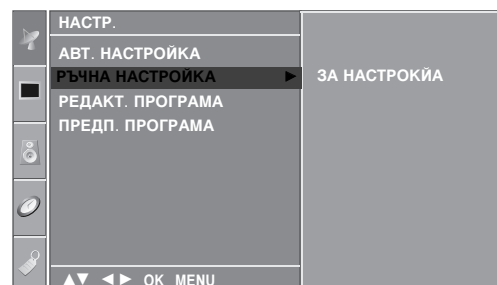 НАСТР.
АВТ. НАСТРОЙКА
РЪЧНА НАСТРОЙКА ▶ ЗА НАСТРОКЙА
РЕДАКТ. ПРОГРАМА
ПРЕДП. ПРОГРАМА
▲▼ ◀▶ OK MENU